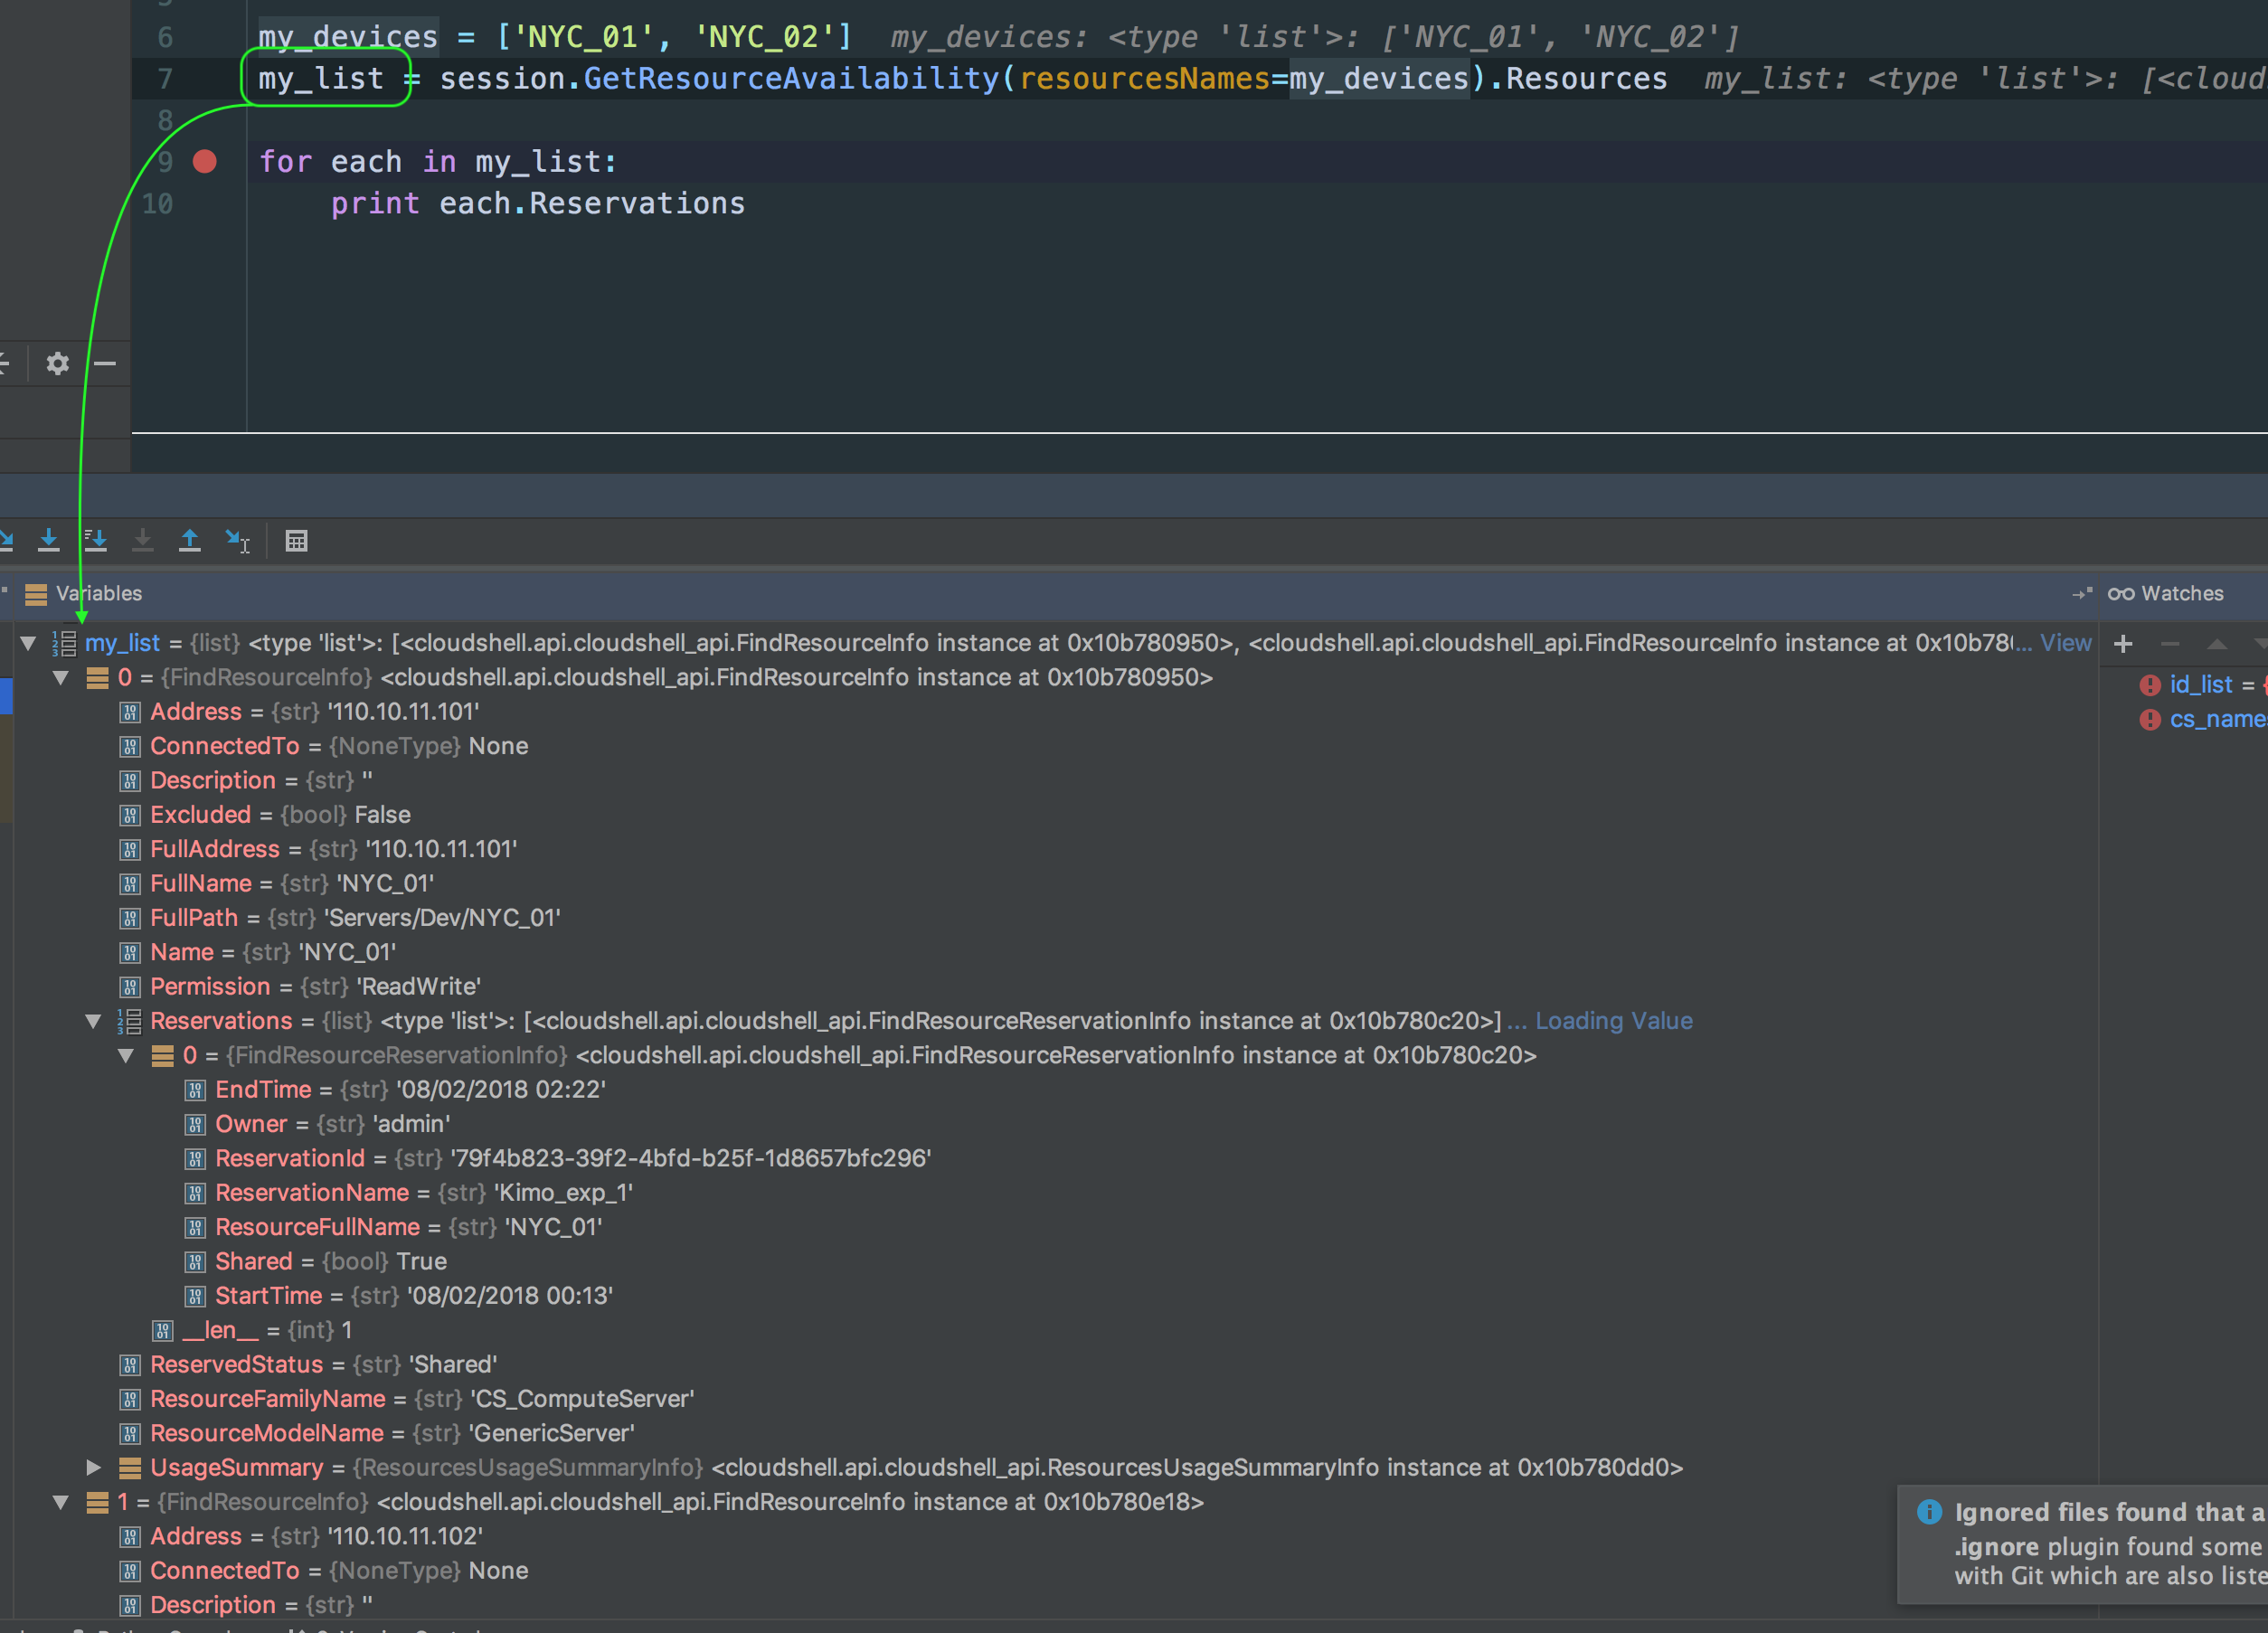 6 my_devices = ['NYC_01', 'NYC_02'] my_devices: <type 'list'>: ['NYC_01', 'NYC_02']
7 my_list = session.GetResourceAvailability(resourcesNames=my_devices).Resources my_list: <type 'list'>: [<cloud
8
9 for each in my_list:
10 print each.Reservations
Variables
Watches
my_list = {list} <type 'list'>: [<cloudshell.api.cloudshell_api.FindResourceInfo instance at 0x10b780950>, <cloudshell.api.cloudshell_api.FindResourceInfo instance at 0x10b78(... View
0 = {FindResourceInfo} <cloudshell.api.cloudshell_api.FindResourceInfo instance at 0x10b780950>
Address = {str} '110.10.11.101'
ConnectedTo = {NoneType} None
Description = {str} ''
Excluded = {bool} False
FullAddress = {str} '110.10.11.101'
FullName = {str} 'NYC_01'
FullPath = {str} 'Servers/Dev/NYC_01'
Name = {str} 'NYC_01'
Permission = {str} 'ReadWrite'
Reservations = {list} <type 'list'>: [<cloudshell.api.cloudshell_api.FindResourceReservationInfo instance at 0x10b780c20>] ... Loading Value
0 = {FindResourceReservationInfo} <cloudshell.api.cloudshell_api.FindResourceReservationInfo instance at 0x10b780c20>
EndTime = {str} '08/02/2018 02:22'
Owner = {str} 'admin'
ReservationId = {str} '79f4b823-39f2-4bfd-b25f-1d8657bfc296'
ReservationName = {str} 'Kimo_exp_1'
ResourceFullName = {str} 'NYC_01'
Shared = {bool} True
StartTime = {str} '08/02/2018 00:13'
__len__ = {int} 1
ReservedStatus = {str} 'Shared'
ResourceFamilyName = {str} 'CS_ComputeServer'
ResourceModelName = {str} 'GenericServer'
UsageSummary = {ResourcesUsageSummaryInfo} <cloudshell.api.cloudshell_api.ResourcesUsageSummaryInfo instance at 0x10b780dd0>
1 = {FindResourceInfo} <cloudshell.api.cloudshell_api.FindResourceInfo instance at 0x10b780e18>
Address = {str} '110.10.11.102'
ConnectedTo = {NoneType} None
Description = {str} ''
id_list = {
cs_name
Ignored files found that a
.ignore plugin found some
with Git which are also liste